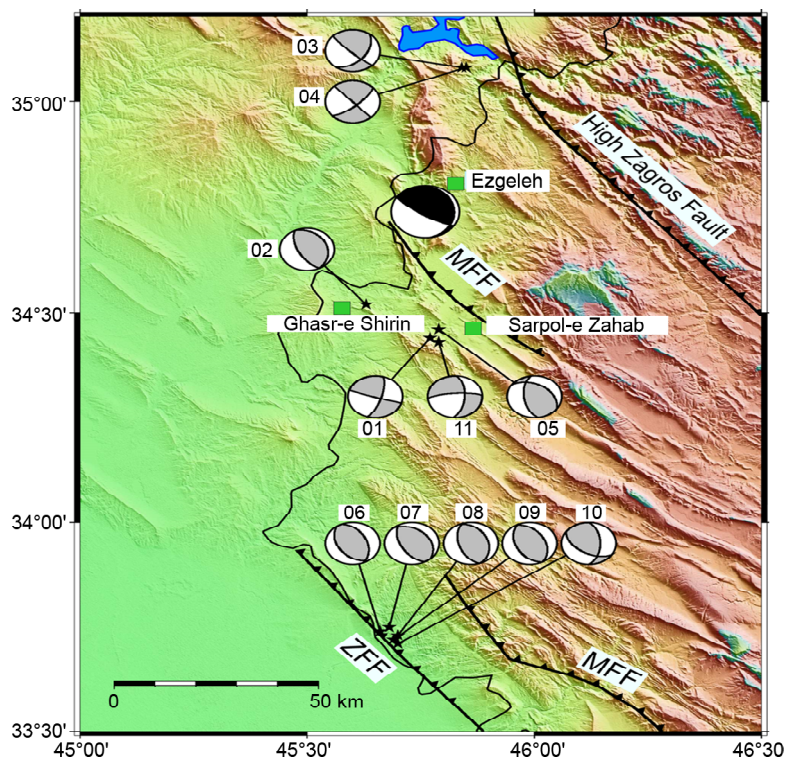 03
35°00'
04
High Zagros Fault
Ezgeleh
02
MFF
34°30'
Ghasr-e Shirin
Sarpol-e Zahab
01
11
05
34°00'
06
07
08
09
10
ZFF
MFF
0
50 km
33°30'
45°00'
45°30'
46°00'
46°30'